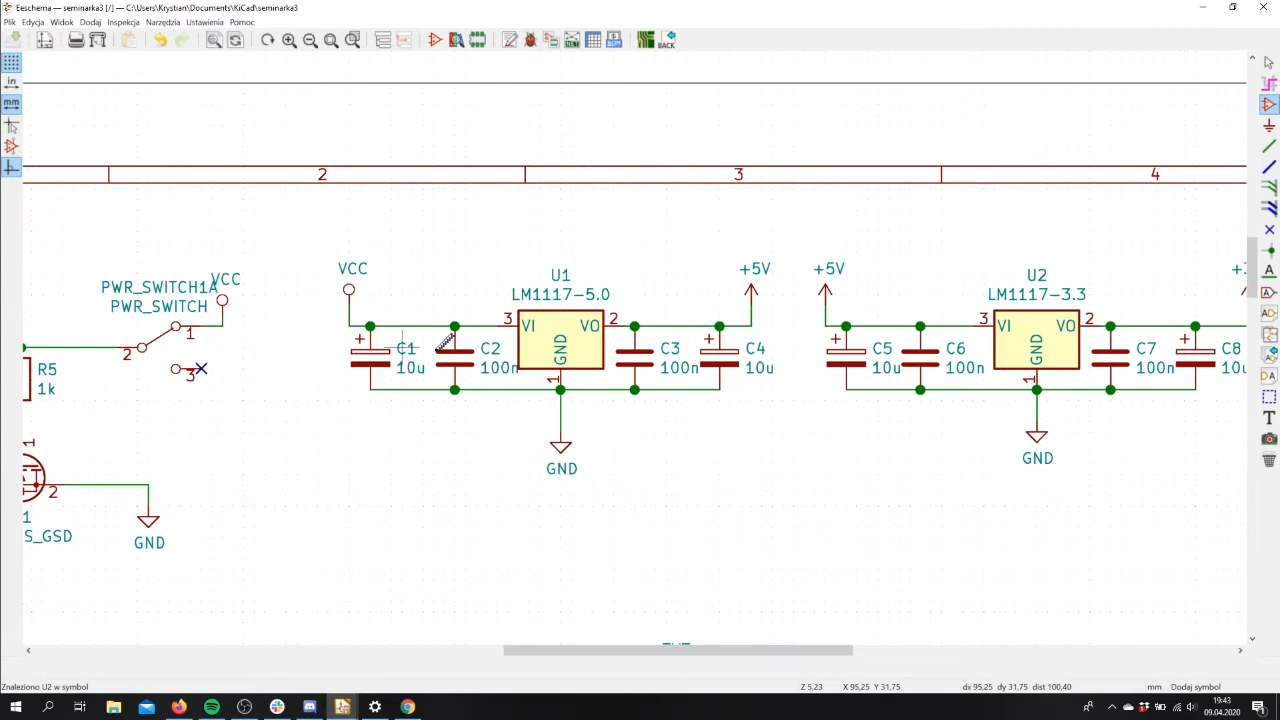 Eeschema — seminarka3 [/] — C:\Users\Krystian\Documents\KiCad\seminarka3
Plik Edycja Widok Dodaj Inspekcja Narzędzia Ustawienia Pomoc
NET
BOM
BACK
in
mm
2 3 4
PWR_SWITCH1A
PWR_SWITCH
VCC
1
2
3
R5
1k
1
2
1
S_GSD
GND
VCC
+
C1
10u
C2
100n
U1
LM1117-5.0
3 VI VO 2
GND
1
GND
C3
100n
+
C4
10u
+5V
+5V
+
C5
10u
C6
100n
U2
LM1117-3.3
3 VI VO 2
GND
1
GND
C7
100n
+
C8
10u
A
A
T
Znaleziono U2 w symbol
Z 5,23 X 95,25 Y 31,75 dx 95,25 dy 31,75 dist 100,40 mm Dodaj symbol
19:43
09.04.2020
1